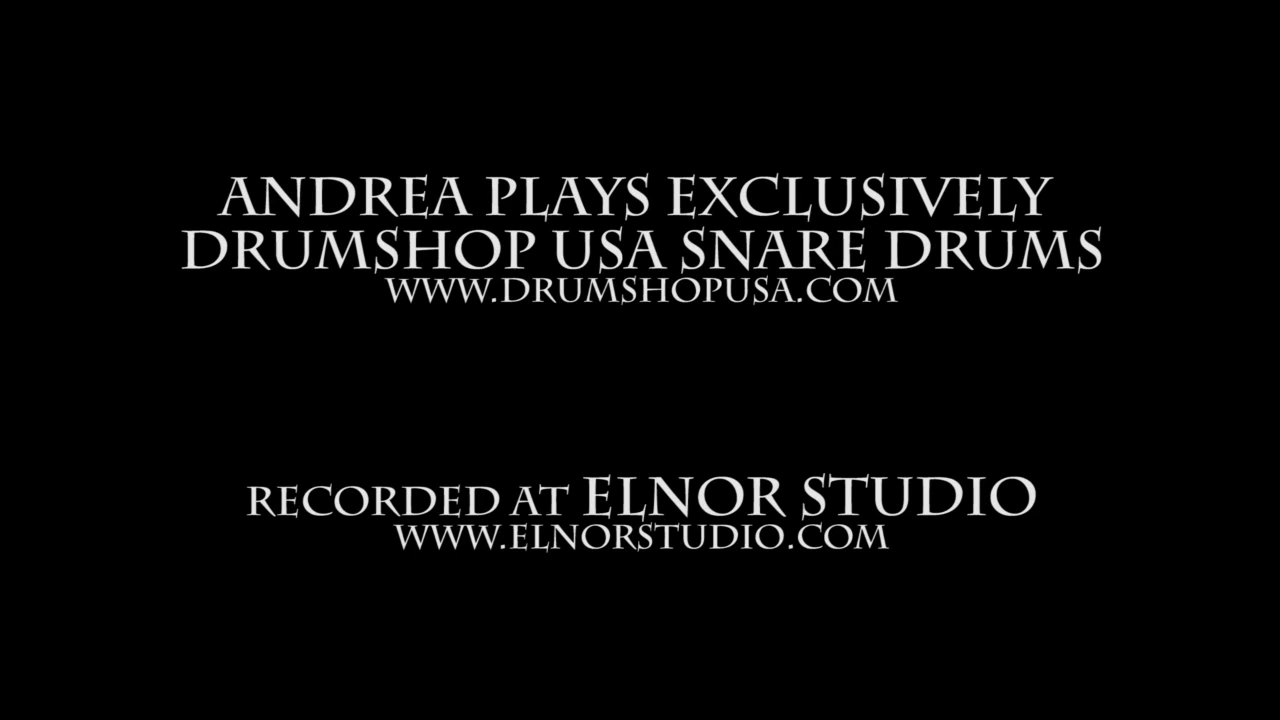 ANDREA PLAYS EXCLUSIVELY
DRUMSHOP USA SNARE DRUMS
WWW.DRUMSHOPUSA.COM
RECORDED AT ELNOR STUDIO
WWW.ELNORSTUDIO.COM